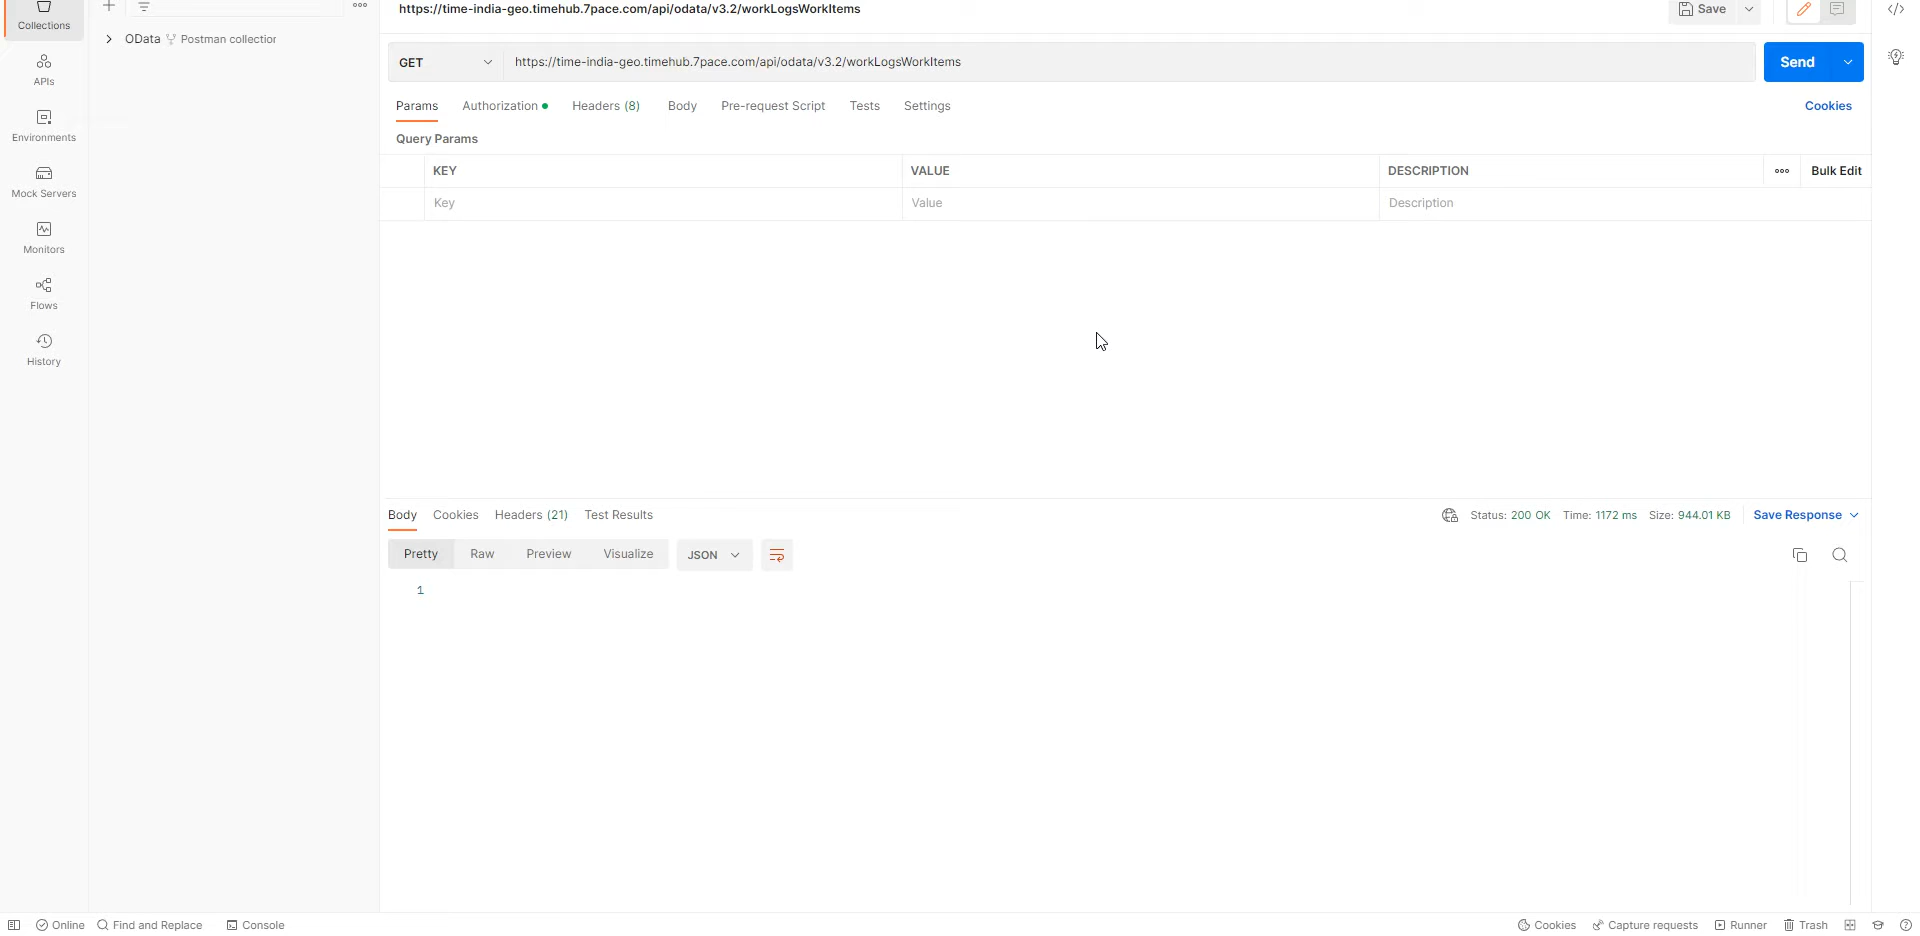 https://time-india-geo.timehub.7pace.com/api/odata/v3.2/workLogsWorkItems
Save
Collections
OData Postman collection
GET
https://time-india-geo.timehub.7pace.com/api/odata/v3.2/workLogsWorkItems
Send
APIs
Params
Authorization
Headers (8)
Body
Pre-request Script
Tests
Settings
Cookies
Environments
Query Params
KEY
VALUE
DESCRIPTION
Bulk Edit
Key
Value
Description
Mock Servers
Monitors
Flows
History
Body
Cookies
Headers (21)
Test Results
Status: 200 OK
Time: 1172 ms
Size: 944.01 KB
Save Response
Pretty
Raw
Preview
Visualize
JSON
1
Online
Find and Replace
Console
Cookies
Capture requests
Runner
Trash